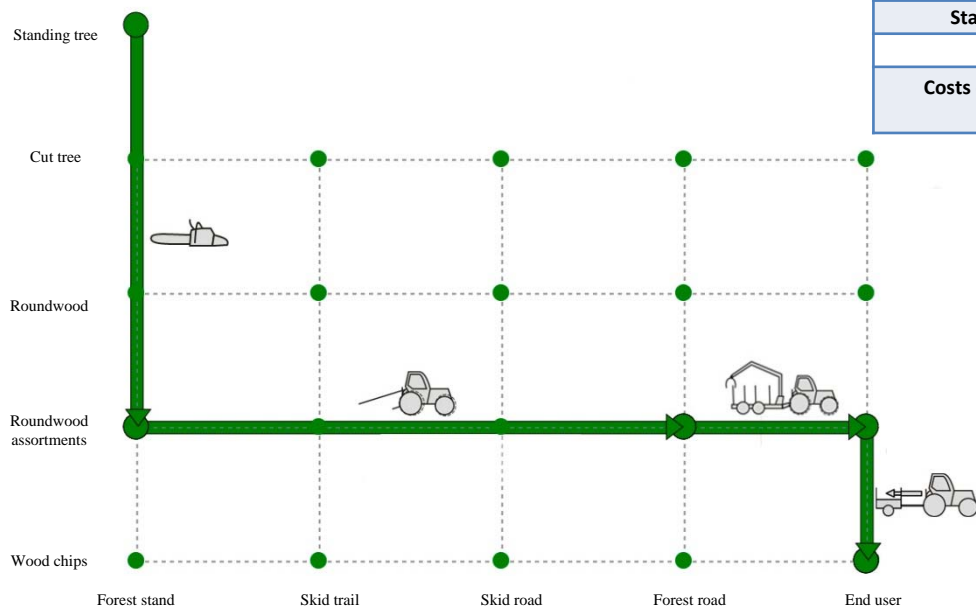 Standing tree
Cut tree
Costs
Roundwood
Roundwood
assortments
Wood chips
Forest stand
Skid trail
Skid road
Forest road
End user